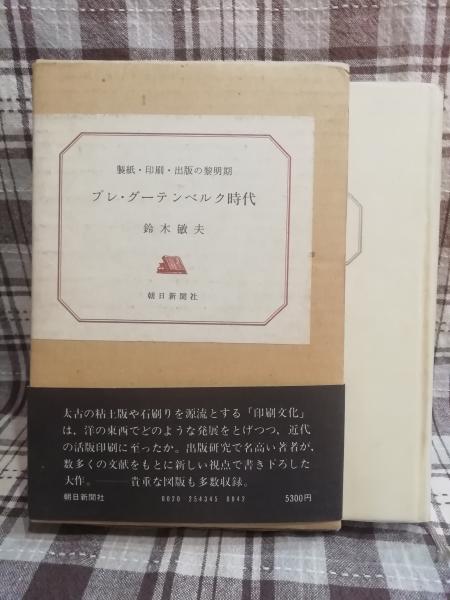 製紙・印刷・出版の黎明期
プレ・グーテンベルク時代
鈴木敏夫
朝日新聞社
太古の粘土版や石刷りを源流とする「印刷文化」
は、洋の東西でどのような発展をとげつつ、近代
の活版印刷に至ったか。出版研究で名高い著者が、
数多くの文献をもとに新しい視点で書き下ろした
大作。――貴重な図版も多数収録。
朝日新聞社 0020 254345 0042 5300円